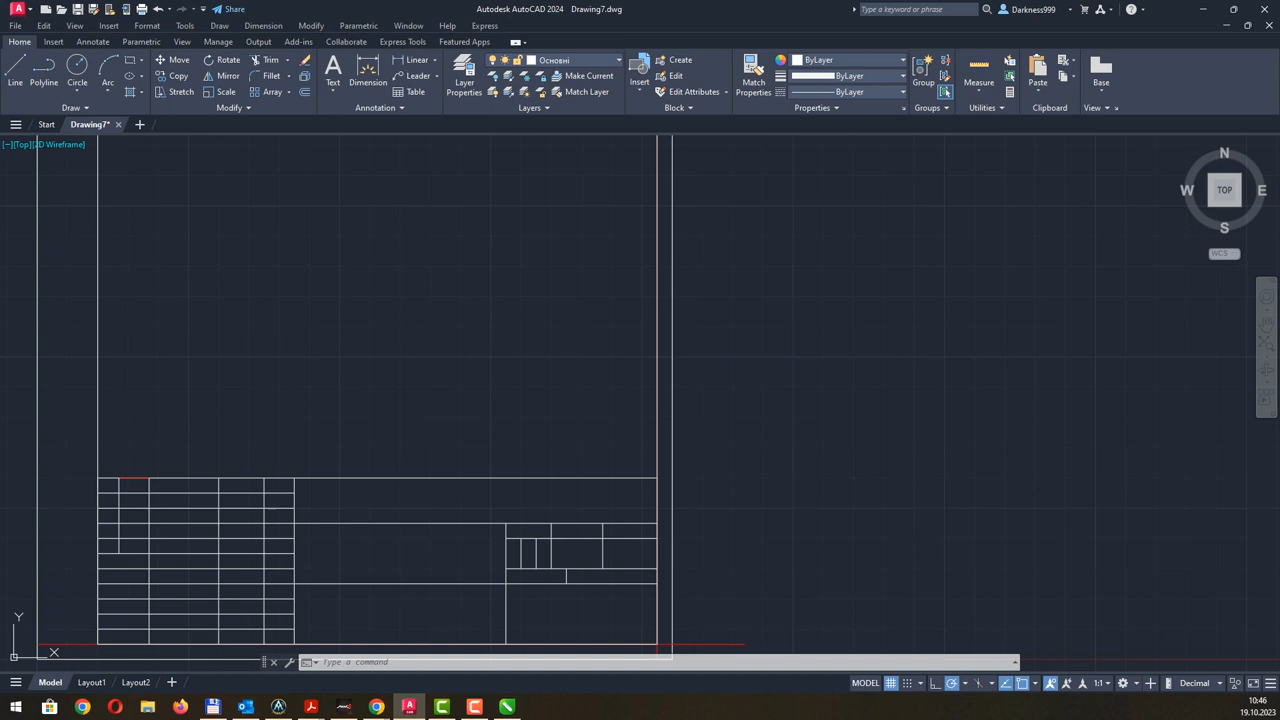 Share
Autodesk AutoCAD 2024 Drawing7.dwg
Type a keyword or phrase
Darkness999
File Edit View Insert Format Tools Draw Dimension Modify Parametric Window Help Express
Home Insert Annotate Parametric View Manage Output Add-ins Collaborate Express Tools Featured Apps
Line Polyline Circle Arc
Move Rotate Trim
Copy Mirror Fillet
Stretch Scale Array
Text Dimension
Linear
Leader
Table
Layer Properties
Основні
Make Current
Match Layer
Insert
Create
Edit
Edit Attributes
Match Properties
ByLayer
ByLayer
ByLayer
Group
Measure
Paste
Base
Draw Modify Annotation Layers Block Properties Groups Utilities Clipboard View
Start Drawing7*
[−][Top][2D Wireframe]
N
W TOP E
S
WCS
Y
X
Type a command
Model Layout1 Layout2
MODEL 1:1 Decimal
10:46
19.10.2023